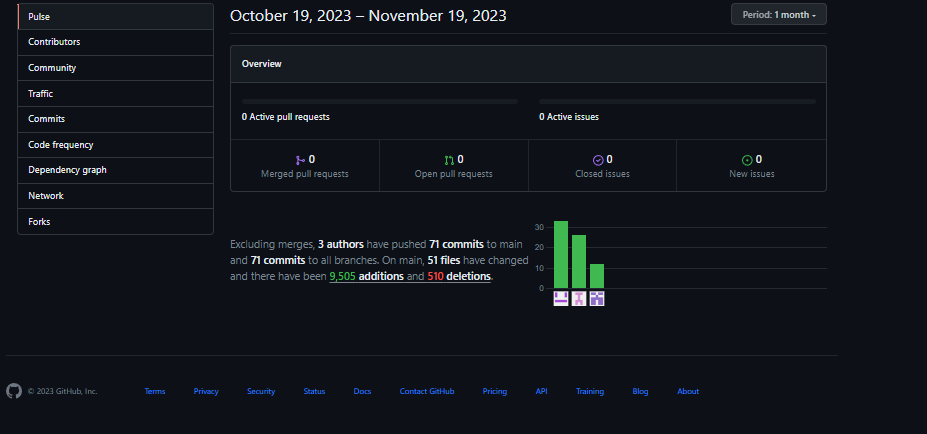 Pulse
Contributors
Community
Traffic
Commits
Code frequency
Dependency graph
Network
Forks
October 19, 2023 – November 19, 2023
Period: 1 month
Overview
0 Active pull requests
0 Active issues
0
Merged pull requests
0
Open pull requests
0
Closed issues
0
New issues
Excluding merges, 3 authors have pushed 71 commits to main
and 71 commits to all branches. On main, 51 files have changed
and there have been 9,505 additions and 510 deletions.
30
20
10
0
© 2023 GitHub, Inc.
Terms
Privacy
Security
Status
Docs
Contact GitHub
Pricing
API
Training
Blog
About